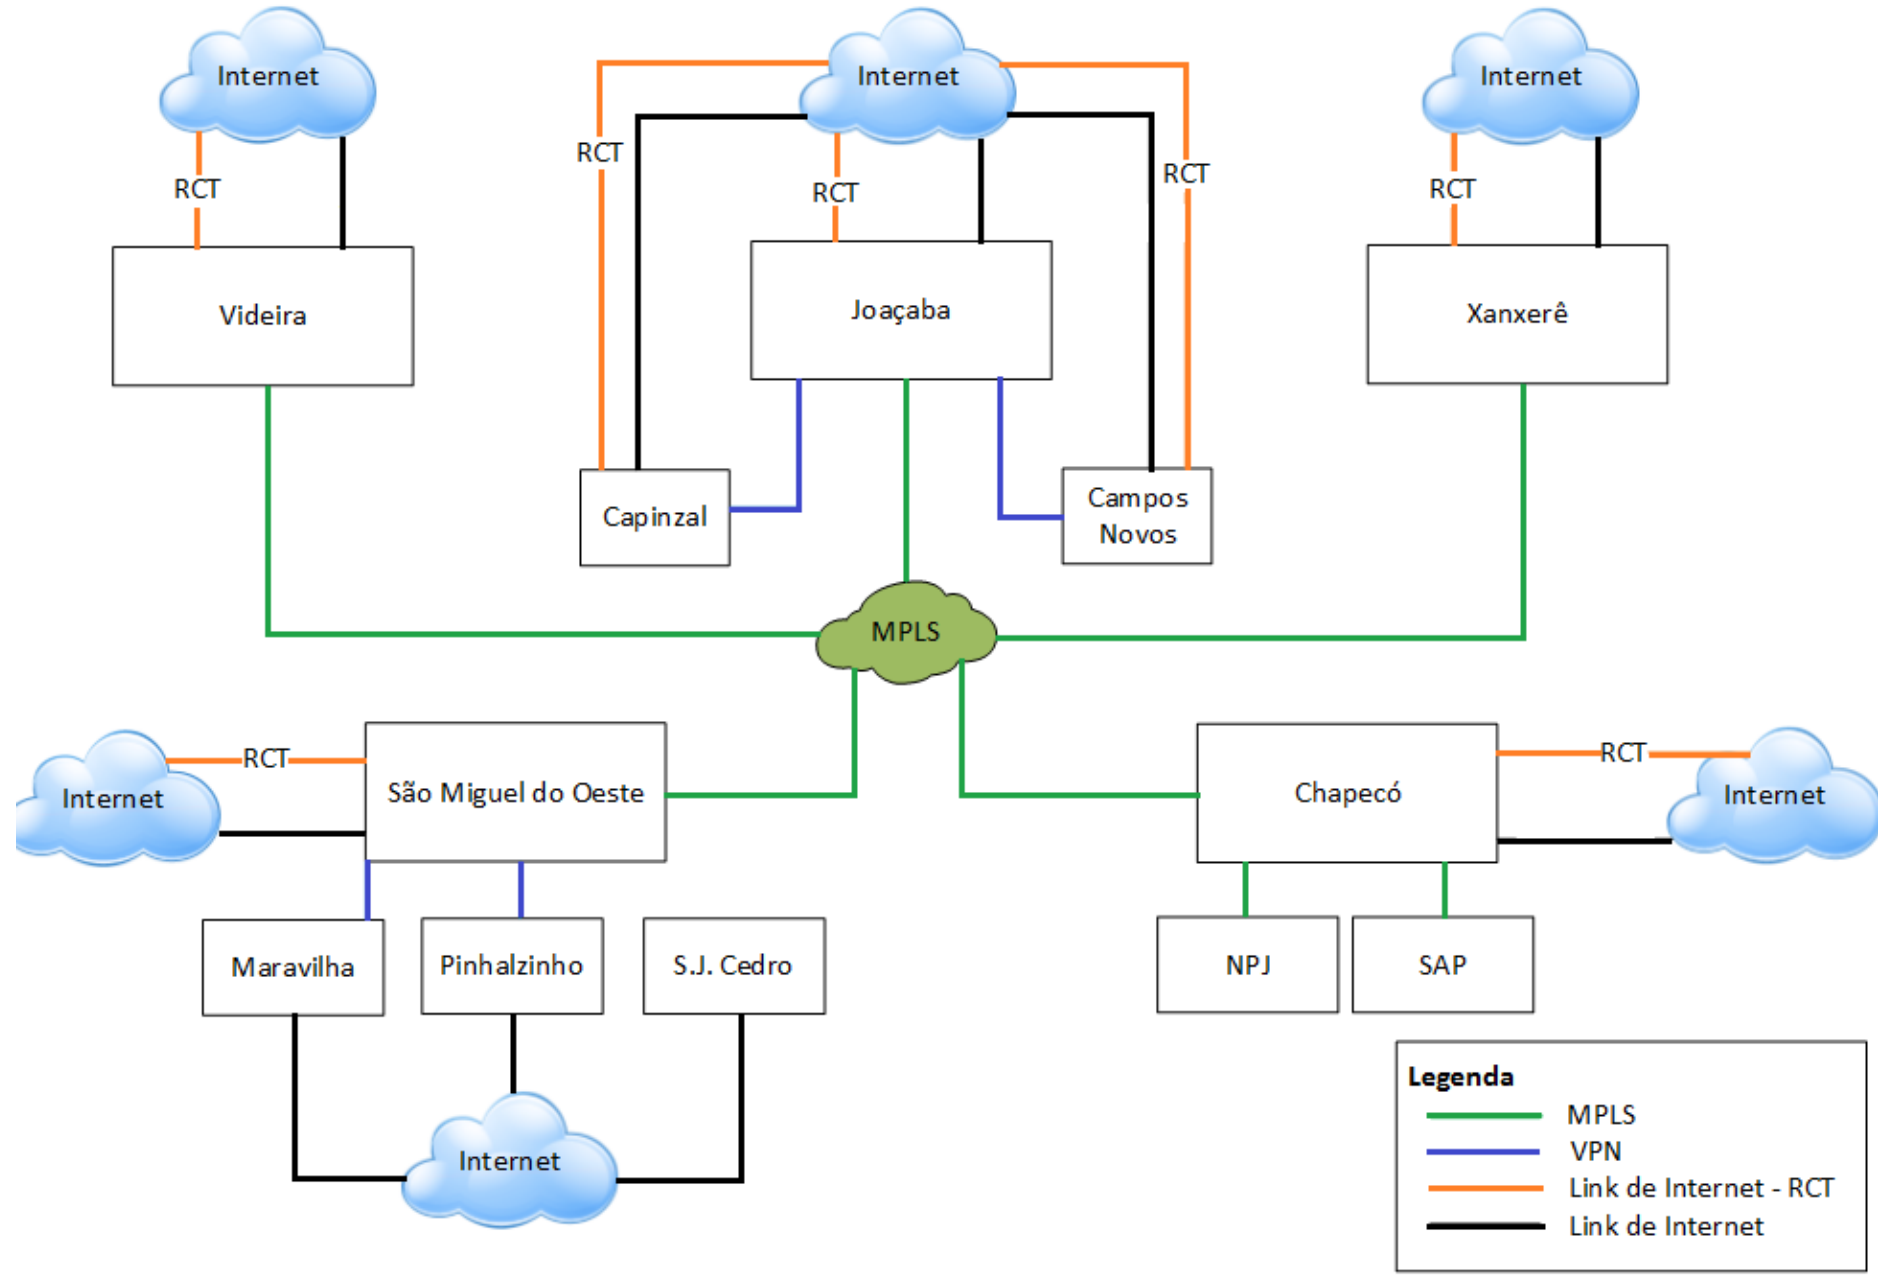 Internet
Internet
Internet
RCT
RCT
RCT
RCT
RCT
Videira
Joaçaba
Xanxerê
Capinzal
Campos
Novos
MPLS
RCT
Internet
São Miguel do Oeste
Chapecó
RCT
Internet
Maravilha
Pinhalzinho
S.J. Cedro
NPJ
SAP
Internet
Legenda
MPLS
VPN
Link de Internet - RCT
Link de Internet